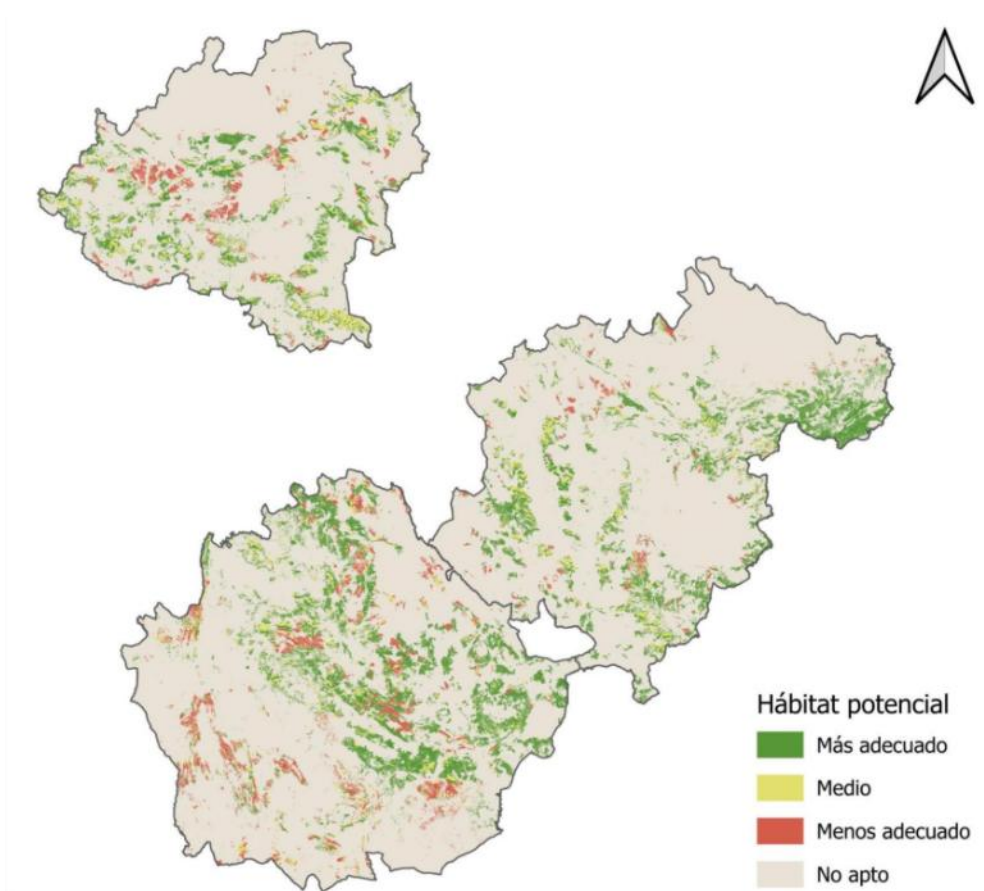 Hábitat potencial
Más adecuado
Medio
Menos adecuado
No apto